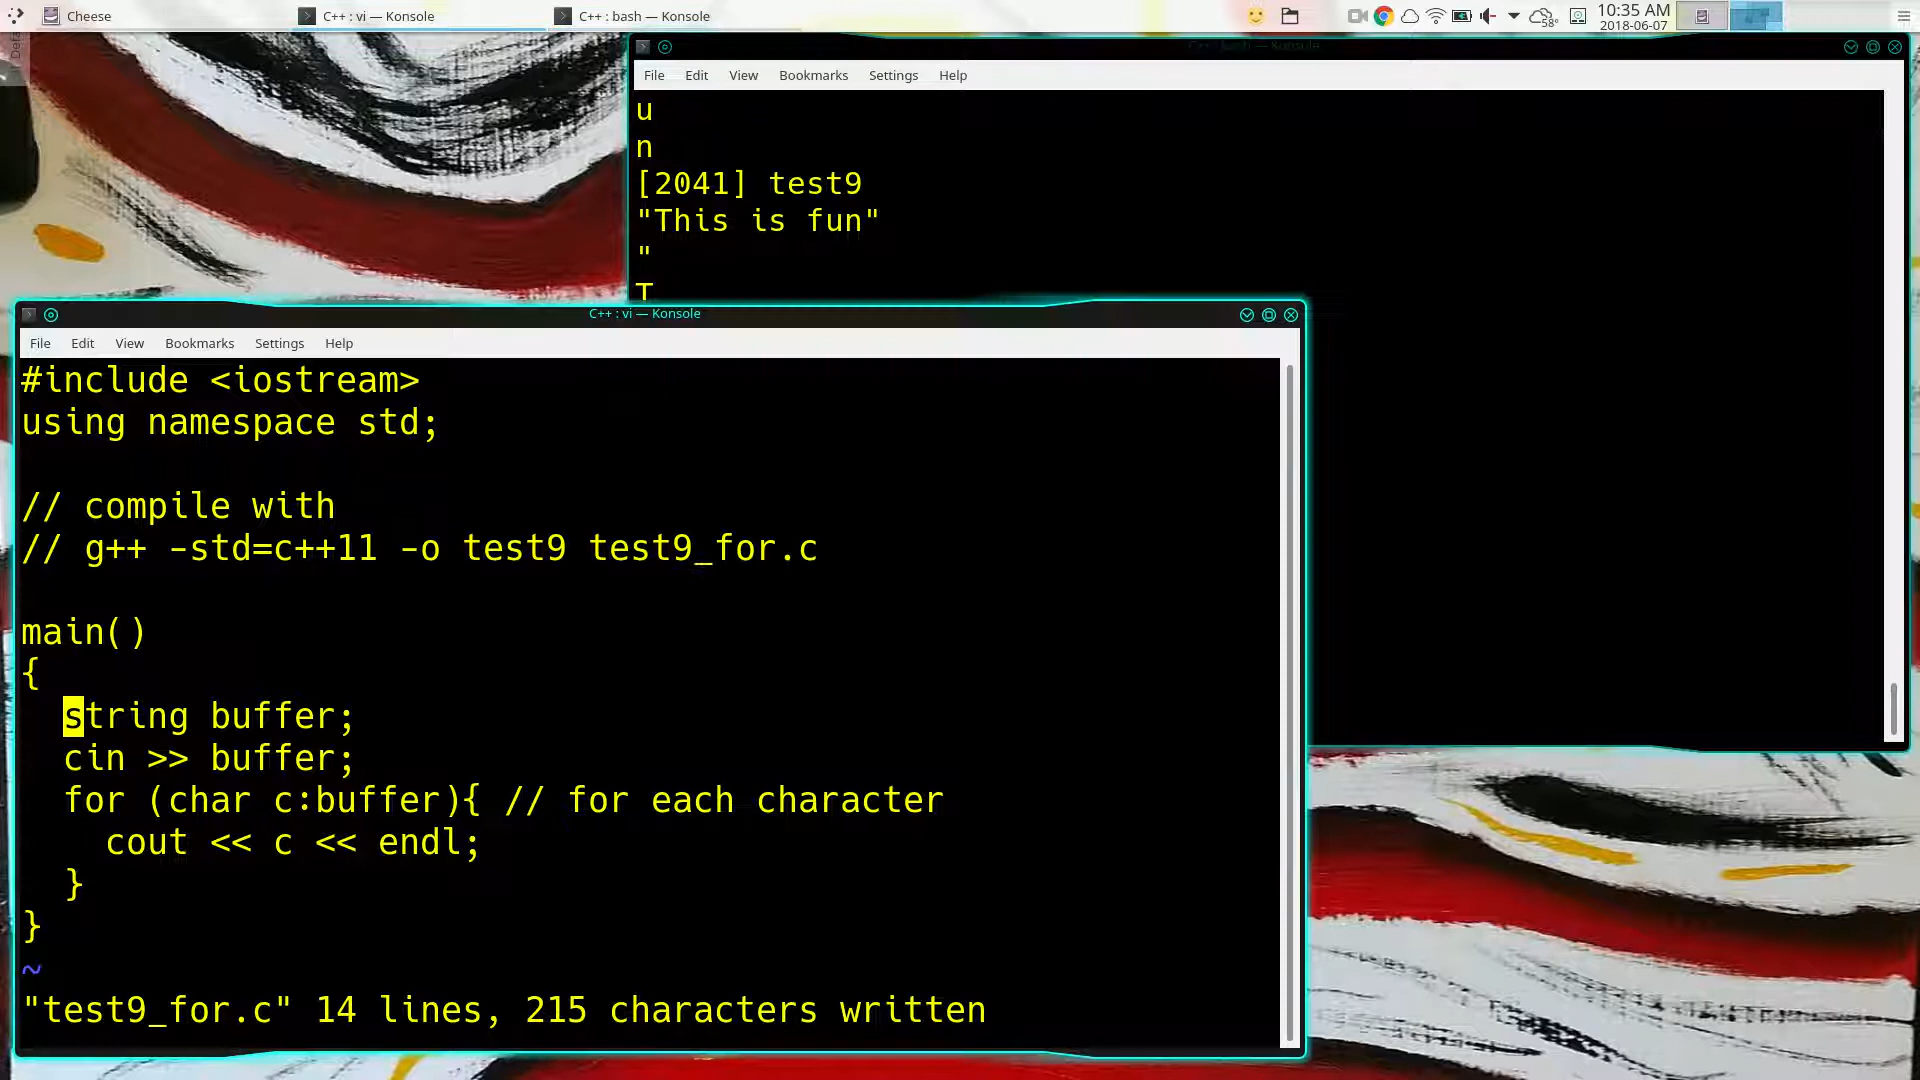 Cheese
C++ : vi — Konsole
C++ : bash — Konsole
58°
10:35 AM
2018-06-07
File Edit View Bookmarks Settings Help
u
n
[2041] test9
"This is fun"
"
T
C++ : vi — Konsole
File Edit View Bookmarks Settings Help
#include <iostream>
using namespace std;
// compile with
// g++ -std=c++11 -o test9 test9_for.c
main()
{
string buffer;
cin >> buffer;
for (char c:buffer){ // for each character
cout << c << endl;
}
}
~
"test9_for.c" 14 lines, 215 characters written